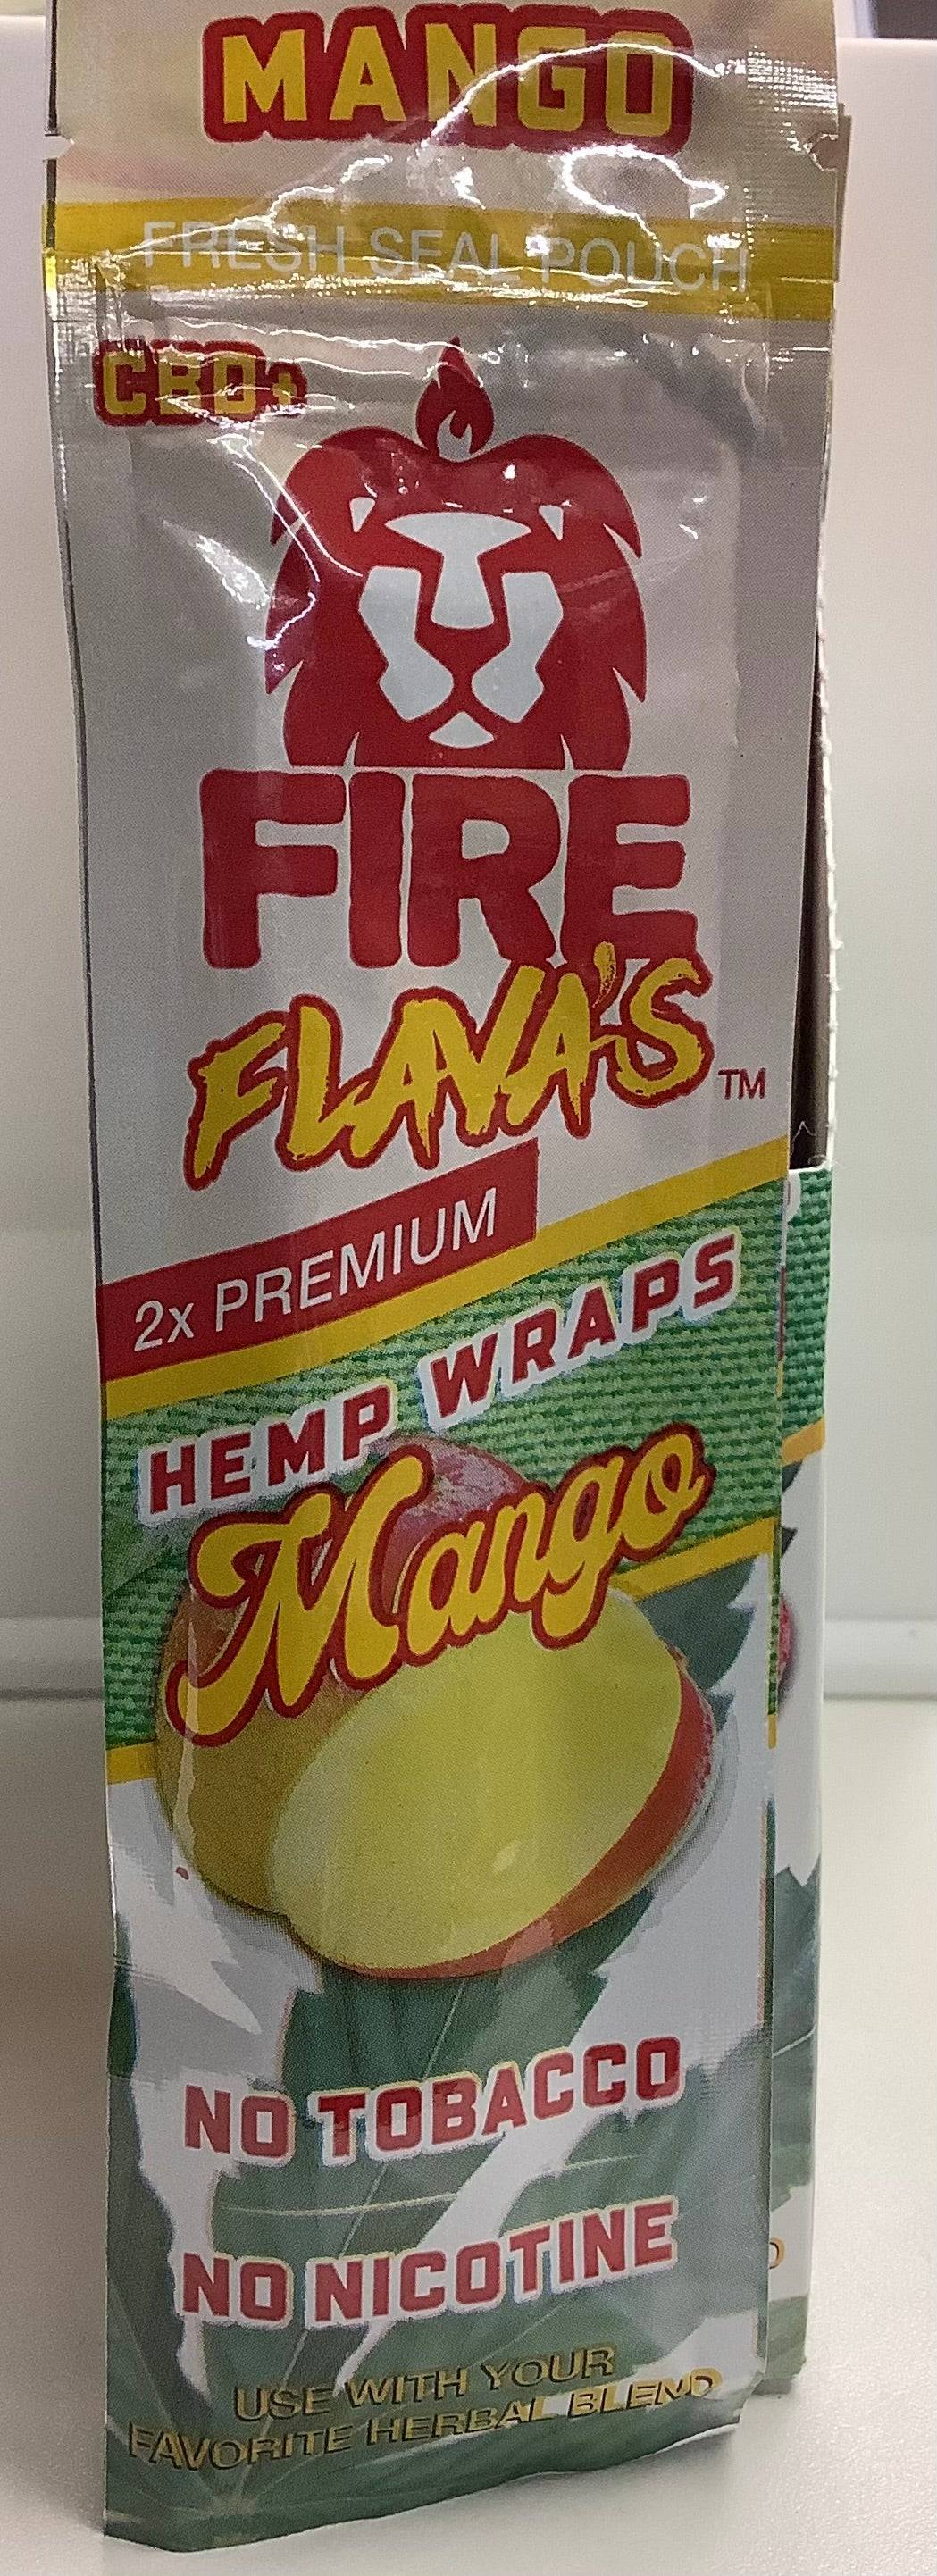 MANGO
FRESH SEAL POUCH
CBD+
FIRE
FLAVA'S TM
2x PREMIUM
HEMP WRAPS
Mango
NO TOBACCO
NO NICOTINE
USE WITH YOUR
FAVORITE HERBAL BLEND